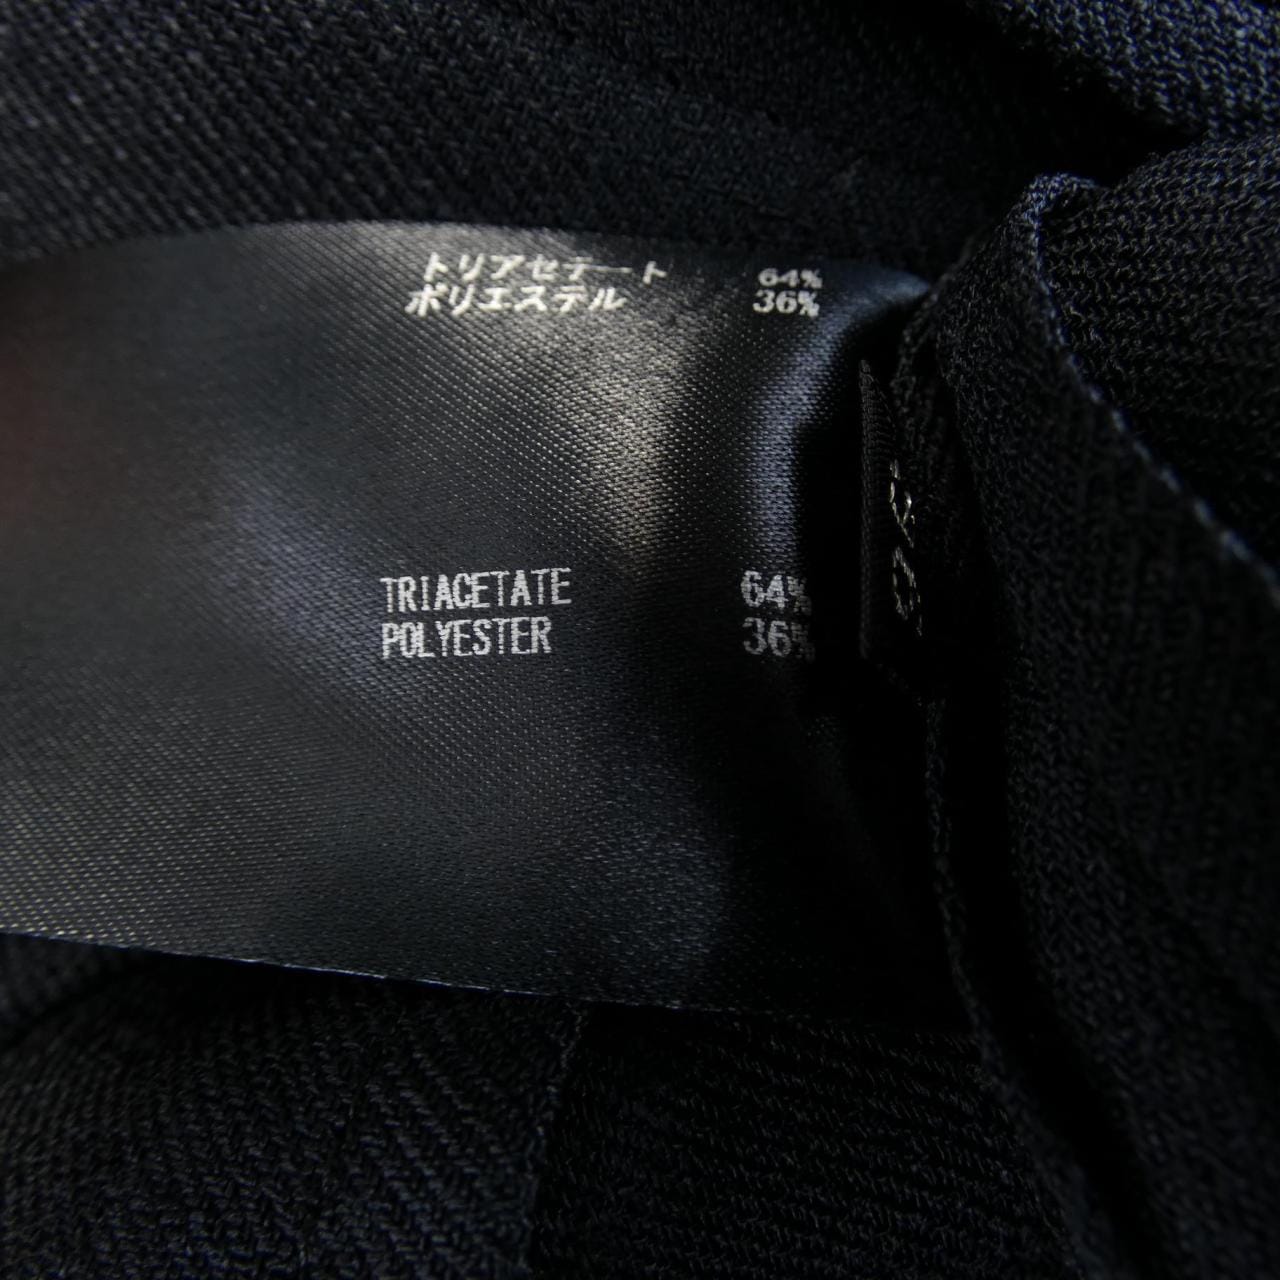 トリアセテート 64%
ポリエステル 36%
TRIACETATE 64%
POLYESTER 36%